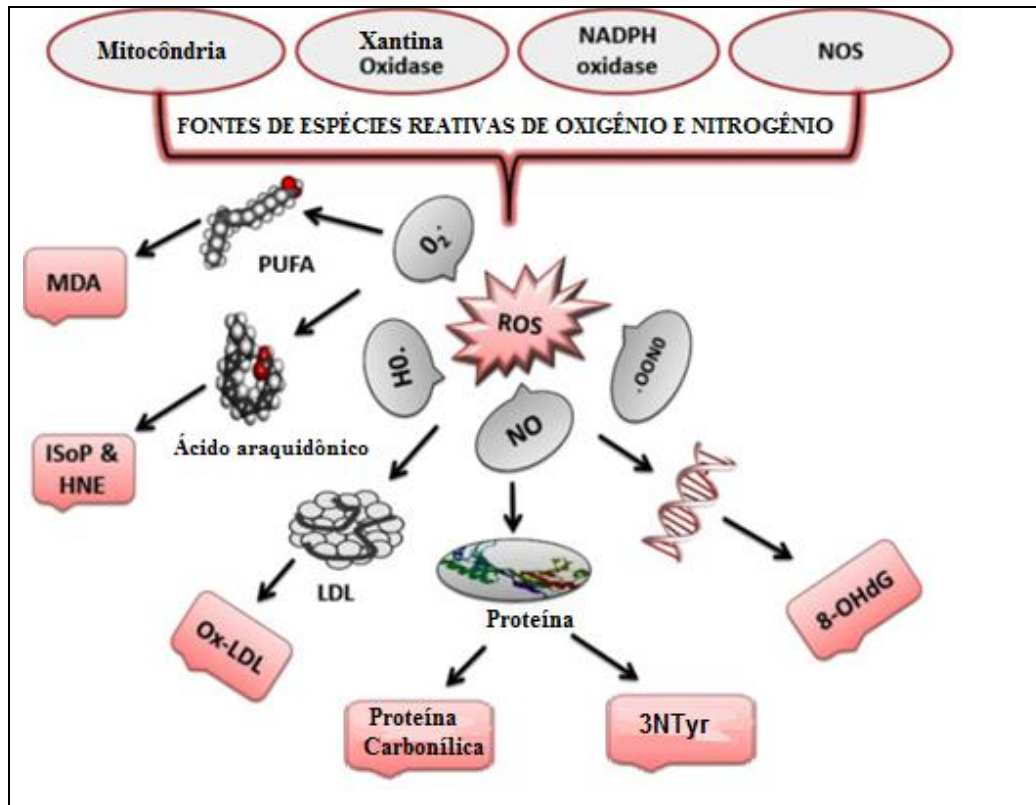 Mitocôndria
Xantina
Oxidase
NADPH
oxidase
NOS
FONTES DE ESPÉCIES REATIVAS DE OXIGÊNIO E NITROGÊNIO
O₂·
PUFA
MDA
ROS
HO·
ONOO·
NO
Ácido araquidônico
ISoP &
HNE
LDL
Ox-LDL
Proteína
8-OHdG
Proteína
Carbonílica
3NTyr